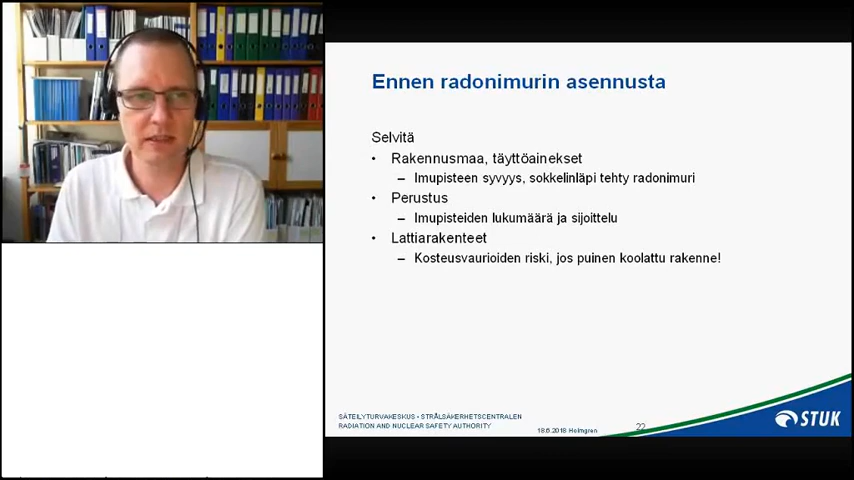 Ennen radonimurin asennusta
Selvitä
• Rakennusmaa, täyttöainekset
– Imupisteen syvyys, sokkelinläpi tehty radonimuri
• Perustus
– Imupisteiden lukumäärä ja sijoittelu
• Lattiarakenteet
– Kosteusvaurioiden riski, jos puinen koolattu rakenne!
SÄTEILYTURVAKESKUS • STRÅLSÄKERHETSCENTRALEN
RADIATION AND NUCLEAR SAFETY AUTHORITY
18.6.2018 Holmgren
22
STUK